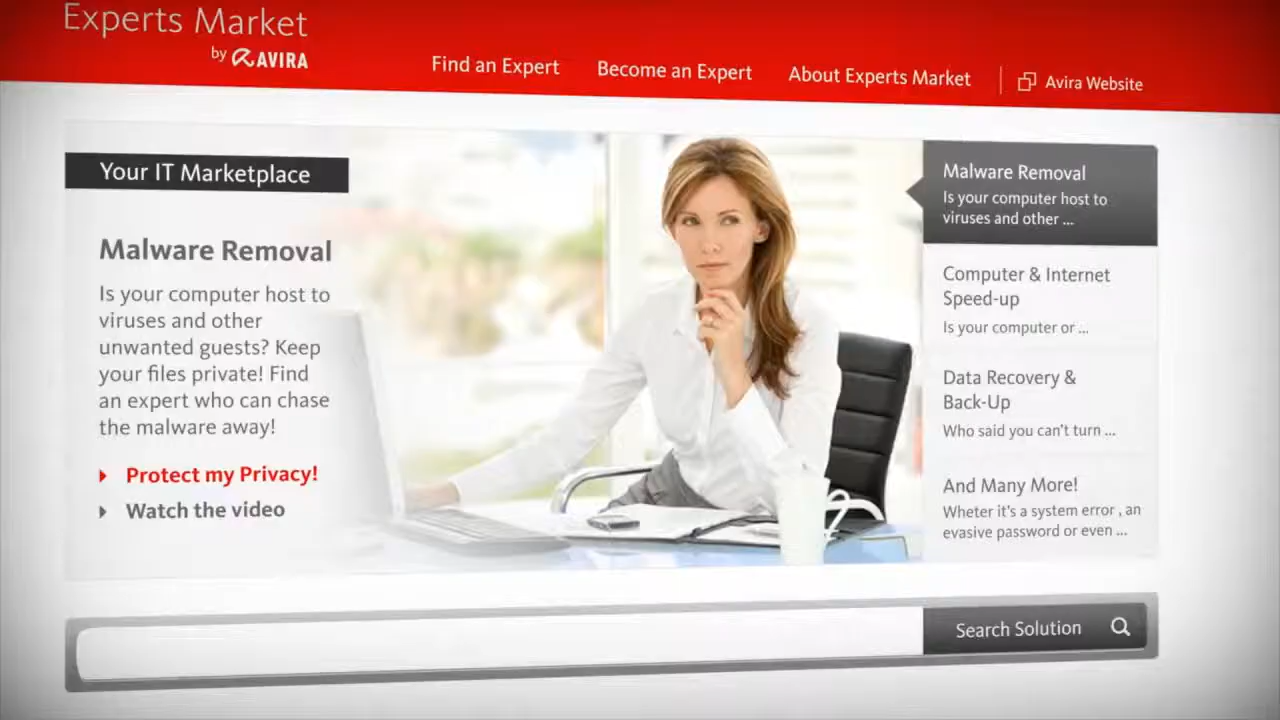 Experts Market
by AVIRA
Find an Expert
Become an Expert
About Experts Market
Avira Website
Your IT Marketplace
Malware Removal
Is your computer host to
viruses and other
unwanted guests? Keep
your files private! Find
an expert who can chase
the malware away!
Protect my Privacy!
Watch the video
Malware Removal
Is your computer host to
viruses and other ...
Computer & Internet
Speed-up
Is your computer or ...
Data Recovery &
Back-Up
Who said you can't turn ...
And Many More!
Wheter it's a system error , an
evasive password or even ...
Search Solution